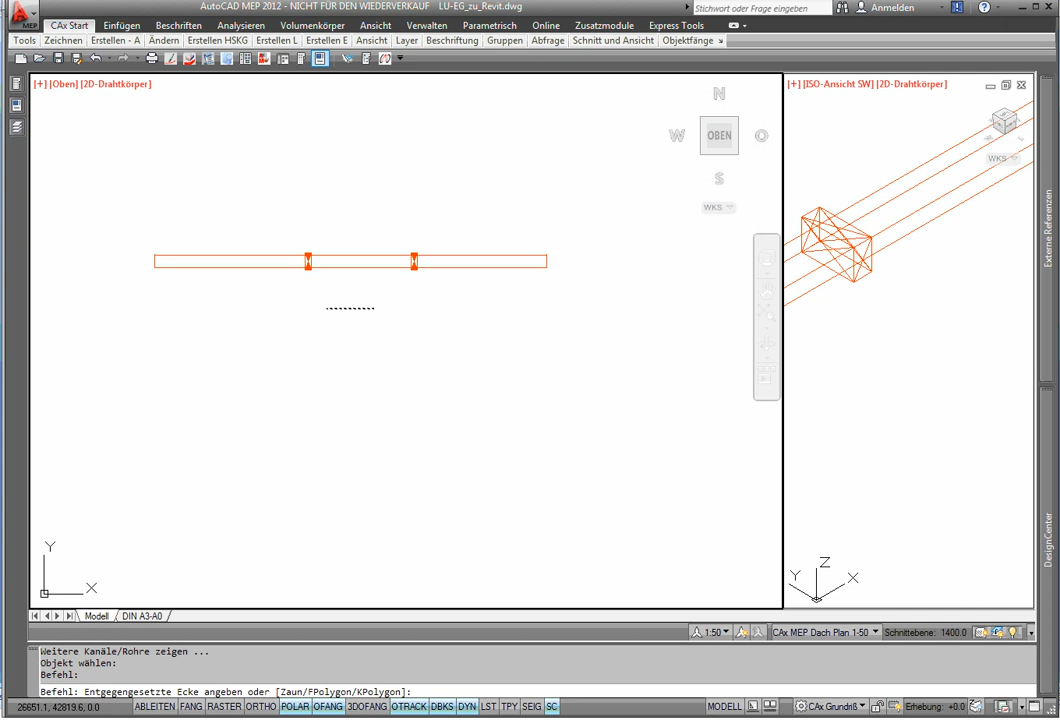 AutoCAD MEP 2012 - NICHT FÜR DEN WIEDERVERKAUF LU-EG_zu_Revit.dwg
Stichwort oder Frage eingeben
Anmelden
MEP
CAx Start Einfügen Beschriften Analysieren Volumenkörper Ansicht Verwalten Parametrisch Online Zusatzmodule Express Tools
Tools Zeichnen Erstellen - A Ändern Erstellen HSKG Erstellen L Erstellen E Ansicht Layer Beschriftung Gruppen Abfrage Schnitt und Ansicht Objektfänge
[+] [Oben] [2D-Drahtkörper]
[+] [ISO-Ansicht SW] [2D-Drahtkörper]
N
W OBEN O
S
WKS
WKS
Externe Referenzen
DesignCenter
Y
X
Z
Y
X
Modell DIN A3-A0
1:50 CAx MEP Dach Plan 1-50 Schnittebene: 1400.0
Weitere Kanäle/Rohre zeigen ...
Objekt wählen:
Befehl:
Befehl: Entgegengesetzte Ecke angeben oder [Zaun/FPolygon/KPolygon]:
26651.1, 42819.6, 0.0 ABLEITEN FANG RASTER ORTHO POLAR OFANG 3DOFANG OTRACK DBKS DYN LST TPY SEIG SC MODELL CAx Grundriß Erhebung: +0.0